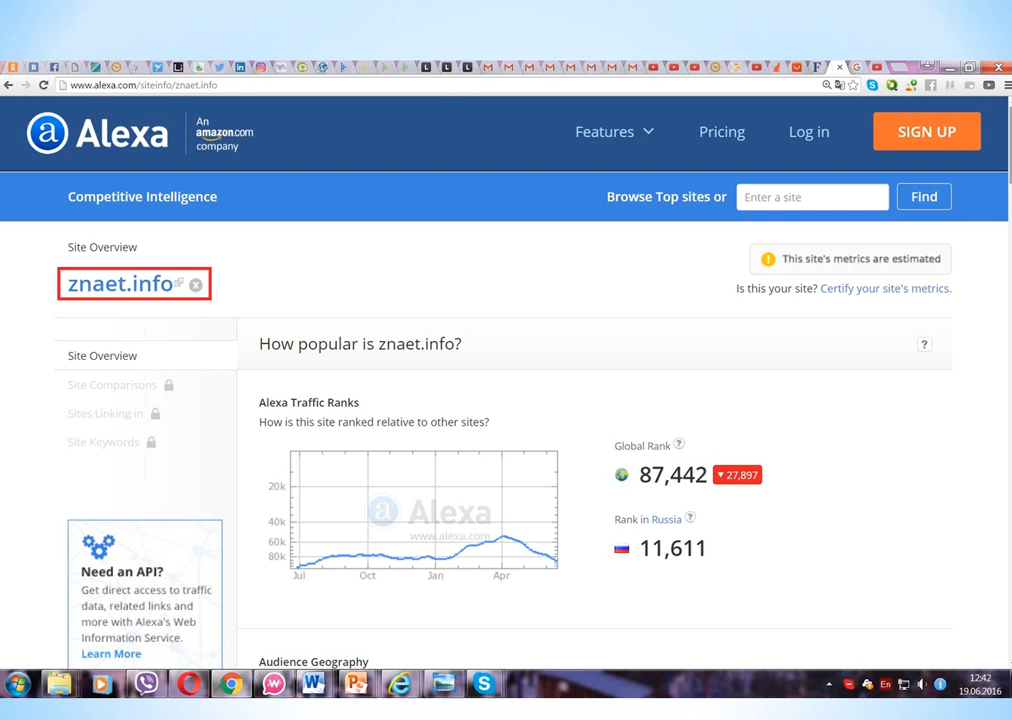 www.alexa.com/siteinfo/znaet.info
a Alexa
An
amazon.com
company
Features
Pricing
Log in
SIGN UP
Competitive Intelligence
Browse Top sites or
Enter a site
Find
Site Overview
znaet.info
This site's metrics are estimated
Is this your site? Certify your site's metrics.
Site Overview
Site Comparisons
Sites Linking in
Site Keywords
How popular is znaet.info?
?
Alexa Traffic Ranks
How is this site ranked relative to other sites?
20k
40k
60k
80k
a Alexa
www.alexa.com
Jul
Oct
Jan
Apr
Global Rank ?
87,442 ▼ 27,897
Rank in Russia ?
11,611
Need an API?
Get direct access to traffic
data, related links and
more with Alexa's Web
Information Service.
Learn More
Audience Geography
En
12:42
19.06.2016